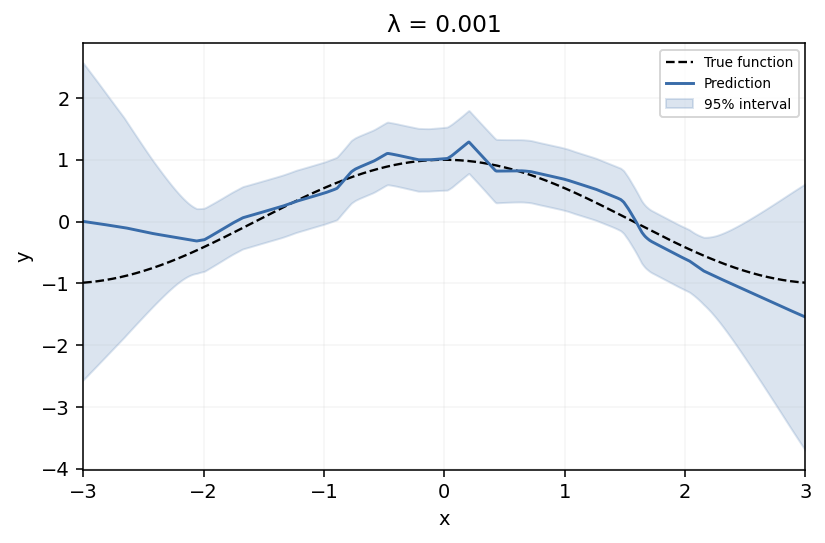 λ = 0.001
True function
Prediction
95% interval
2
1
0
−1
−2
−3
−4
y
−3 −2 −1 0 1 2 3
x